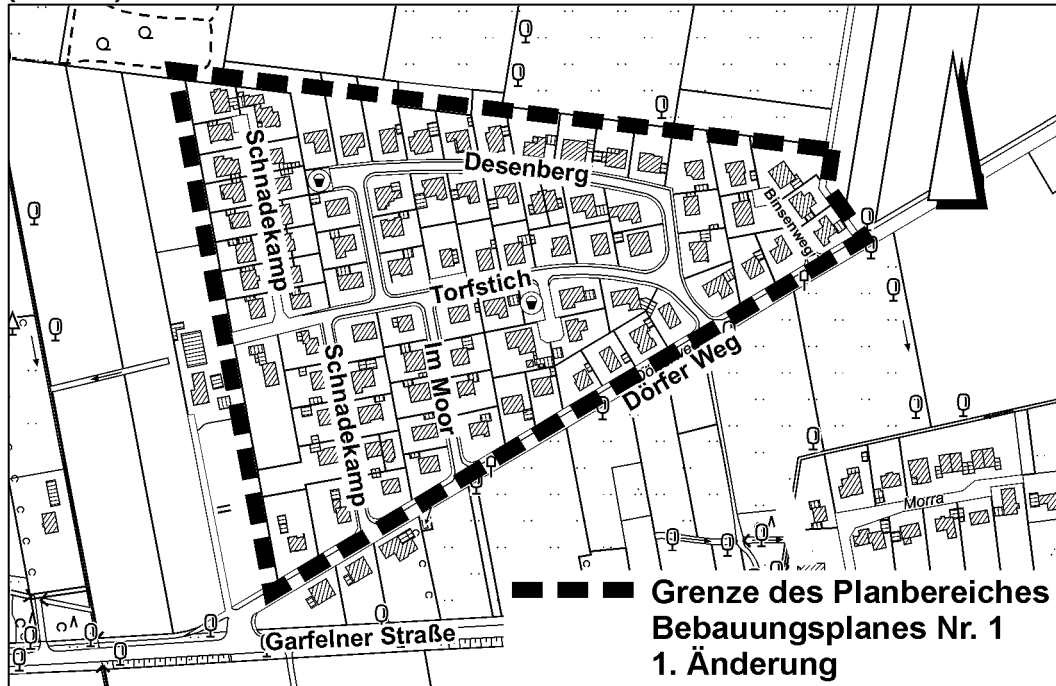 Schnadekamp
Desenberg
Binsenweg
Torfstich
Schnadekamp
Im Moor
Dörfer Weg
Morra
Garfelner Straße
Grenze des Planbereiches
Bebauungsplanes Nr. 1
1. Änderung